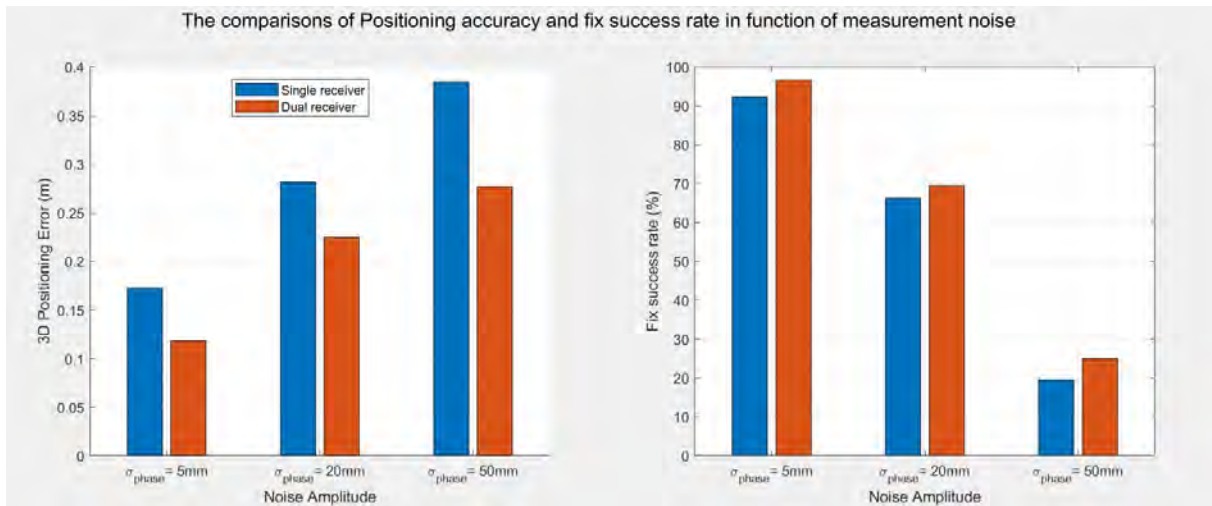 The comparisons of Positioning accuracy and fix success rate in function of measurement noise
0.4
0.35
0.3
0.25
0.2
0.15
0.1
0.05
0
3D Positioning Error (m)
Single receiver
Dual receiver
σphase= 5mm
σphase= 20mm
σphase= 50mm
Noise Amplitude
100
90
80
70
60
50
40
30
20
10
0
Fix success rate (%)
σphase= 5mm
σphase= 20mm
σphase= 50mm
Noise Amplitude